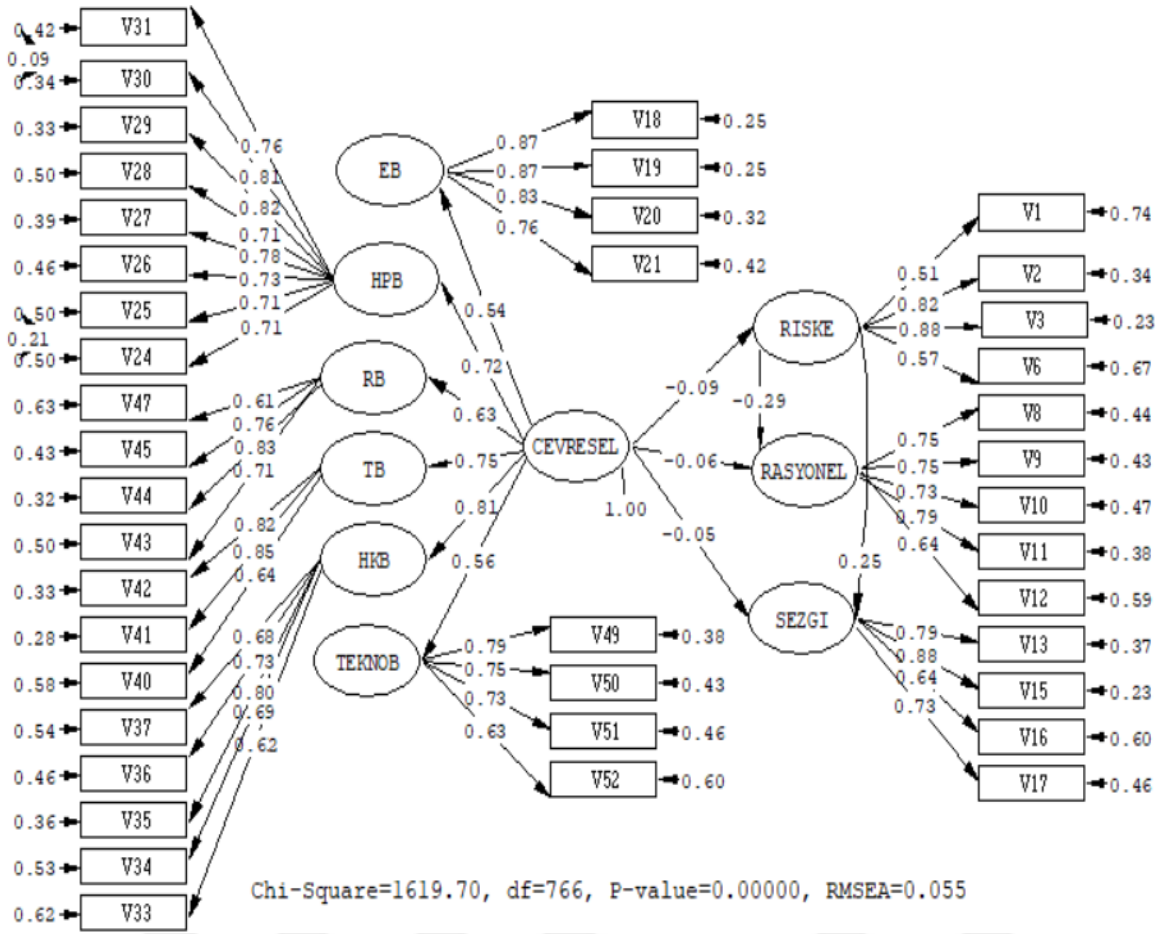 0.42 V31
0.09
0.34 V30
0.33 V29
0.50 V28
0.39 V27
0.46 V26
0.50 V25
0.21
0.50 V24
0.63 V47
0.43 V45
0.32 V44
0.50 V43
0.33 V42
0.28 V41
0.58 V40
0.54 V37
0.46 V36
0.36 V35
0.53 V34
0.62 V33
0.76
0.81
0.82
0.71
0.78
0.73
0.71
0.71
0.61
0.76
0.83
0.71
0.82
0.85
0.64
0.68
0.73
0.80
0.69
0.62
EB
HPB
RB
TB
HKB
TEKNOB
0.87
0.87
0.83
0.76
V18 0.25
V19 0.25
V20 0.32
V21 0.42
0.54
0.72
0.63
0.75
0.81
0.56
CEVRESEL
1.00
0.79
0.75
0.73
0.63
V49 0.38
V50 0.43
V51 0.46
V52 0.60
-0.09
-0.06
-0.05
-0.29
0.25
RISKE
RASYONEL
SEZGI
0.51
0.82
0.88
0.57
0.75
0.75
0.73
0.79
0.64
0.79
0.88
0.64
0.73
V1 0.74
V2 0.34
V3 0.23
V6 0.67
V8 0.44
V9 0.43
V10 0.47
V11 0.38
V12 0.59
V13 0.37
V15 0.23
V16 0.60
V17 0.46
Chi-Square=1619.70, df=766, P-value=0.00000, RMSEA=0.055